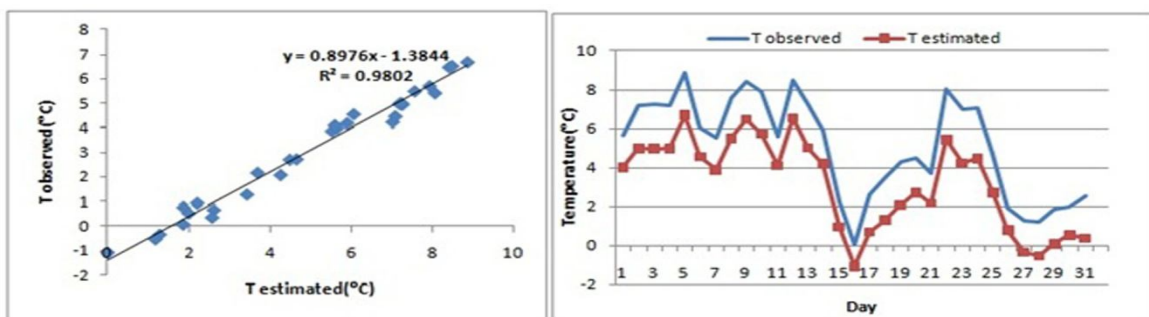 8
7
6
5
4
3
2
1
0
-1
-2
0 2 4 6 8 10
T observed(°C)
T estimated(°C)
y = 0.8976x - 1.3844
R² = 0.9802
T observed T estimated
10
8
6
4
2
0
-2
1 3 5 7 9 11 13 15 17 19 21 23 25 27 29 31
Temperature(°C)
Day